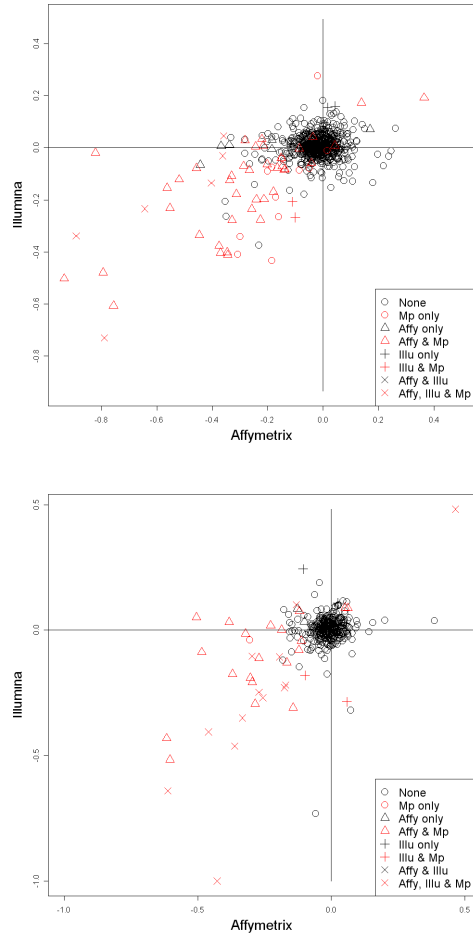 0.4
0.2
0.0
-0.2
-0.4
-0.6
-0.8
Illumina
None
Mp only
Affy only
Affy & Mp
Illu only
Illu & Mp
Affy & Illu
Affy, Illu & Mp
-0.8
-0.6
-0.4
-0.2
0.0
0.2
0.4
Affymetrix
0.5
0.0
-0.5
-1.0
Illumina
None
Mp only
Affy only
Affy & Mp
Illu only
Illu & Mp
Affy & Illu
Affy, Illu & Mp
-1.0
-0.5
0.0
0.5
Affymetrix